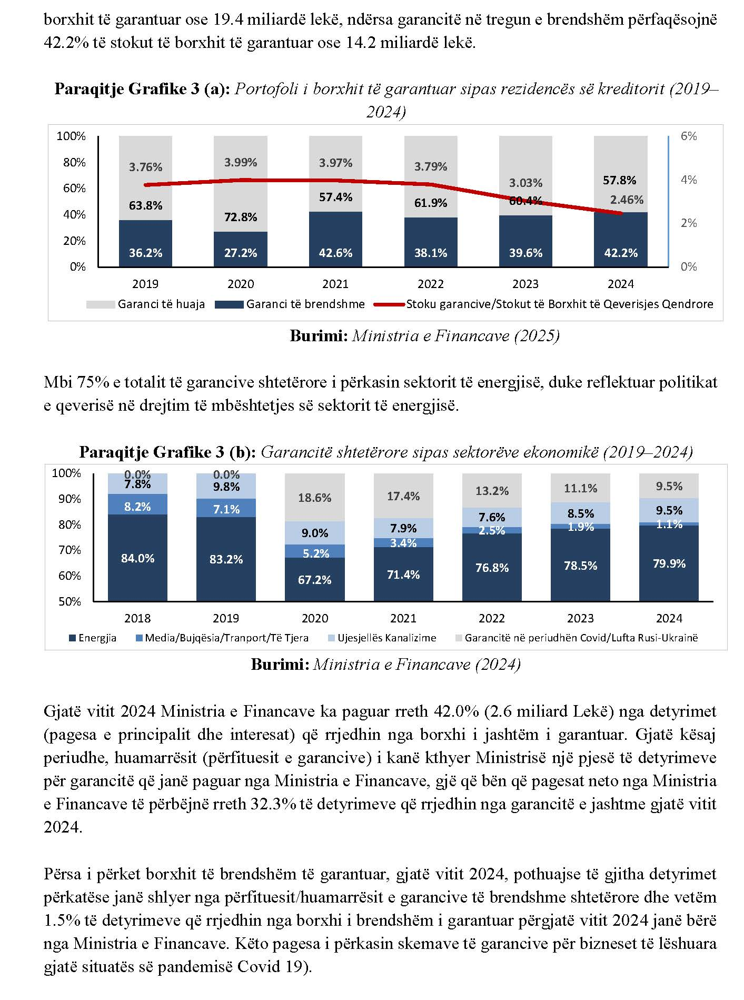 borxhit të garantuar ose 19.4 miliardë lekë, ndërsa garancitë në tregun e brendshëm përfaqësojnë
42.2% të stokut të borxhit të garantuar ose 14.2 miliardë lekë.
Paraqitje Grafike 3 (a): Portofoli i borxhit të garantuar sipas rezidencës së kreditorit (2019–
2024)
100% 6%
3.76% 3.99% 3.97% 3.79% 3.03% 57.8%
80%
4%
60%
63.8% 72.8% 57.4% 61.9% 60.4% 2.46%
40%
2%
20%
36.2% 27.2% 42.6% 38.1% 39.6% 42.2%
0% 0%
2019 2020 2021 2022 2023 2024
Garanci të huaja Garanci të brendshme Stoku garancive/Stokut të Borxhit të Qeverisjes Qendrore
Burimi: Ministria e Financave (2025)
Mbi 75% e totalit të garancive shtetërore i përkasin sektorit të energjisë, duke reflektuar politikat
e qeverisë në drejtim të mbështetjes së sektorit të energjisë.
Paraqitje Grafike 3 (b): Garancitë shtetërore sipas sektorëve ekonomikë (2019–2024)
100%
0.0% 0.0% 18.6% 17.4% 13.2% 11.1% 9.5%
7.8% 9.8% 9.0% 7.9% 7.6% 8.5% 9.5%
90%
8.2% 7.1% 5.2% 3.4% 2.5% 1.9% 1.1%
80%
70%
84.0% 83.2% 67.2% 71.4% 76.8% 78.5% 79.9%
60%
50%
2018 2019 2020 2021 2022 2023 2024
Energjia Media/Bujqësia/Tranport/Të Tjera Ujesjellës Kanalizime Garancitë në periudhën Covid/Lufta Rusi-Ukrainë
Burimi: Ministria e Financave (2024)
Gjatë vitit 2024 Ministria e Financave ka paguar rreth 42.0% (2.6 miliard Lekë) nga detyrimet
(pagesa e principalit dhe interesat) që rrjedhin nga borxhi i jashtëm i garantuar. Gjatë kësaj
periudhe, huamarrësit (përfituesit e garancive) i kanë kthyer Ministrisë një pjesë të detyrimeve
për garancitë që janë paguar nga Ministria e Financave, gjë që bën që pagesat neto nga Ministria
e Financave të përbëjnë rreth 32.3% të detyrimeve që rrjedhin nga garancitë e jashtme gjatë vitit
2024.
Përsa i përket borxhit të brendshëm të garantuar, gjatë vitit 2024, pothuajse të gjitha detyrimet
përkatëse janë shlyer nga përfituesit/huamarrësit e garancive të brendshme shtetërore dhe vetëm
1.5% të detyrimeve që rrjedhin nga borxhi i brendshëm i garantuar përgjatë vitit 2024 janë bërë
nga Ministria e Financave. Këto pagesa i përkasin skemave të garancive për bizneset të lëshuara
gjatë situatës së pandemisë Covid 19).